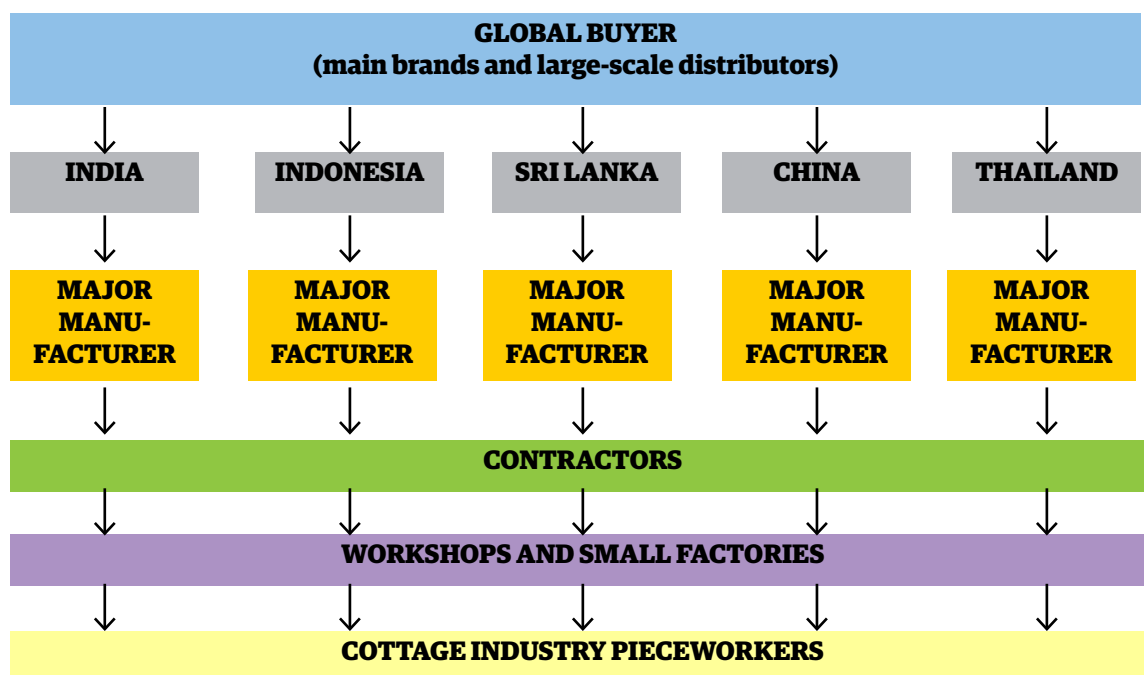 GLOBAL BUYER
(main brands and large-scale distributors)
INDIA
INDONESIA
SRI LANKA
CHINA
THAILAND
MAJOR
MANU-
FACTURER
MAJOR
MANU-
FACTURER
MAJOR
MANU-
FACTURER
MAJOR
MANU-
FACTURER
MAJOR
MANU-
FACTURER
CONTRACTORS
WORKSHOPS AND SMALL FACTORIES
COTTAGE INDUSTRY PIECEWORKERS